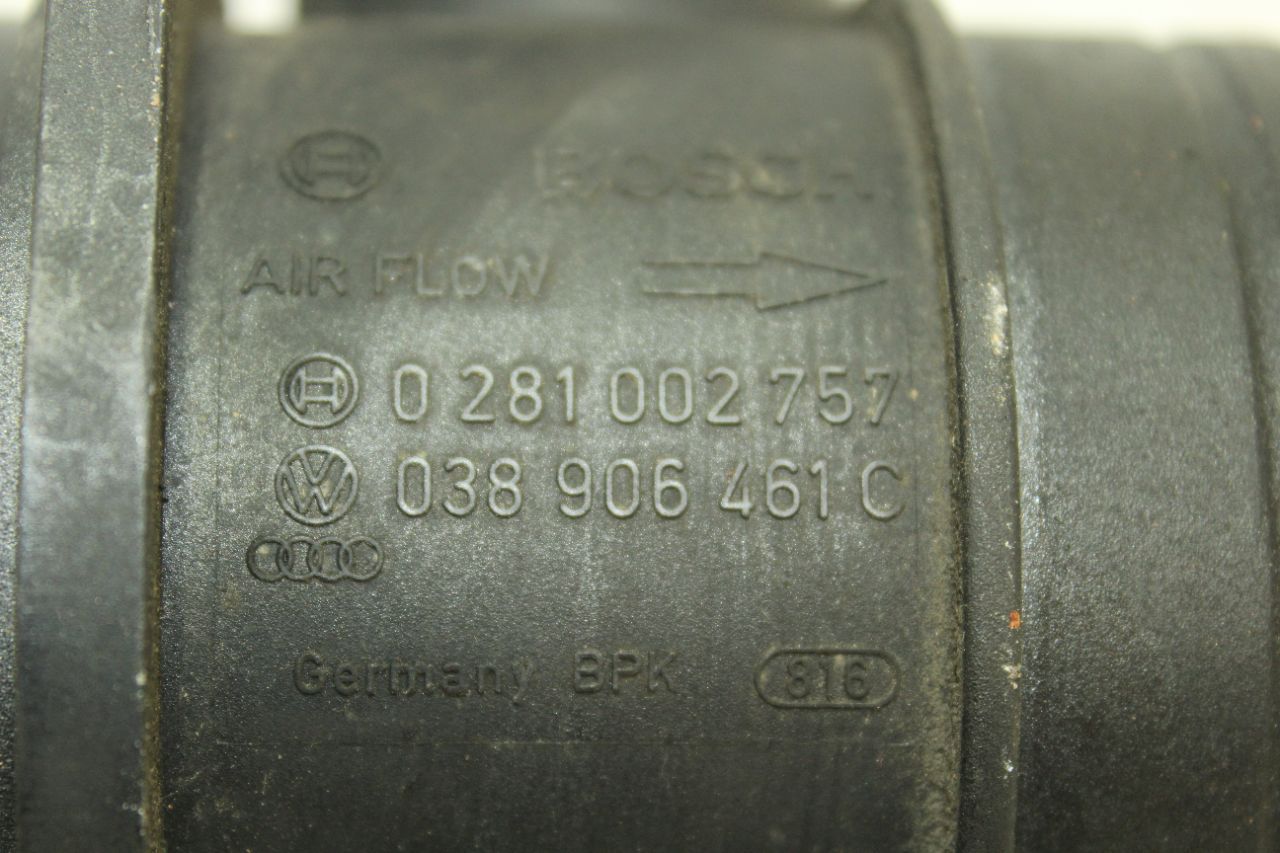 BOSCH
AIR FLOW
0 281 002 757
038 906 461 C
Germany BPK 816